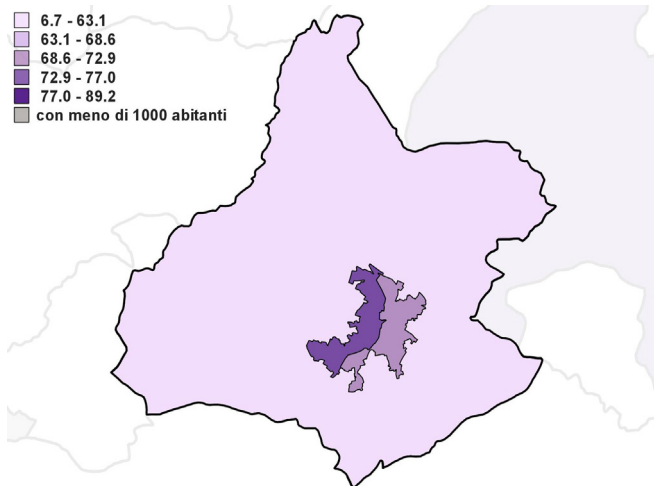 6.7 - 63.1
63.1 - 68.6
68.6 - 72.9
72.9 - 77.0
77.0 - 89.2
con meno di 1000 abitanti